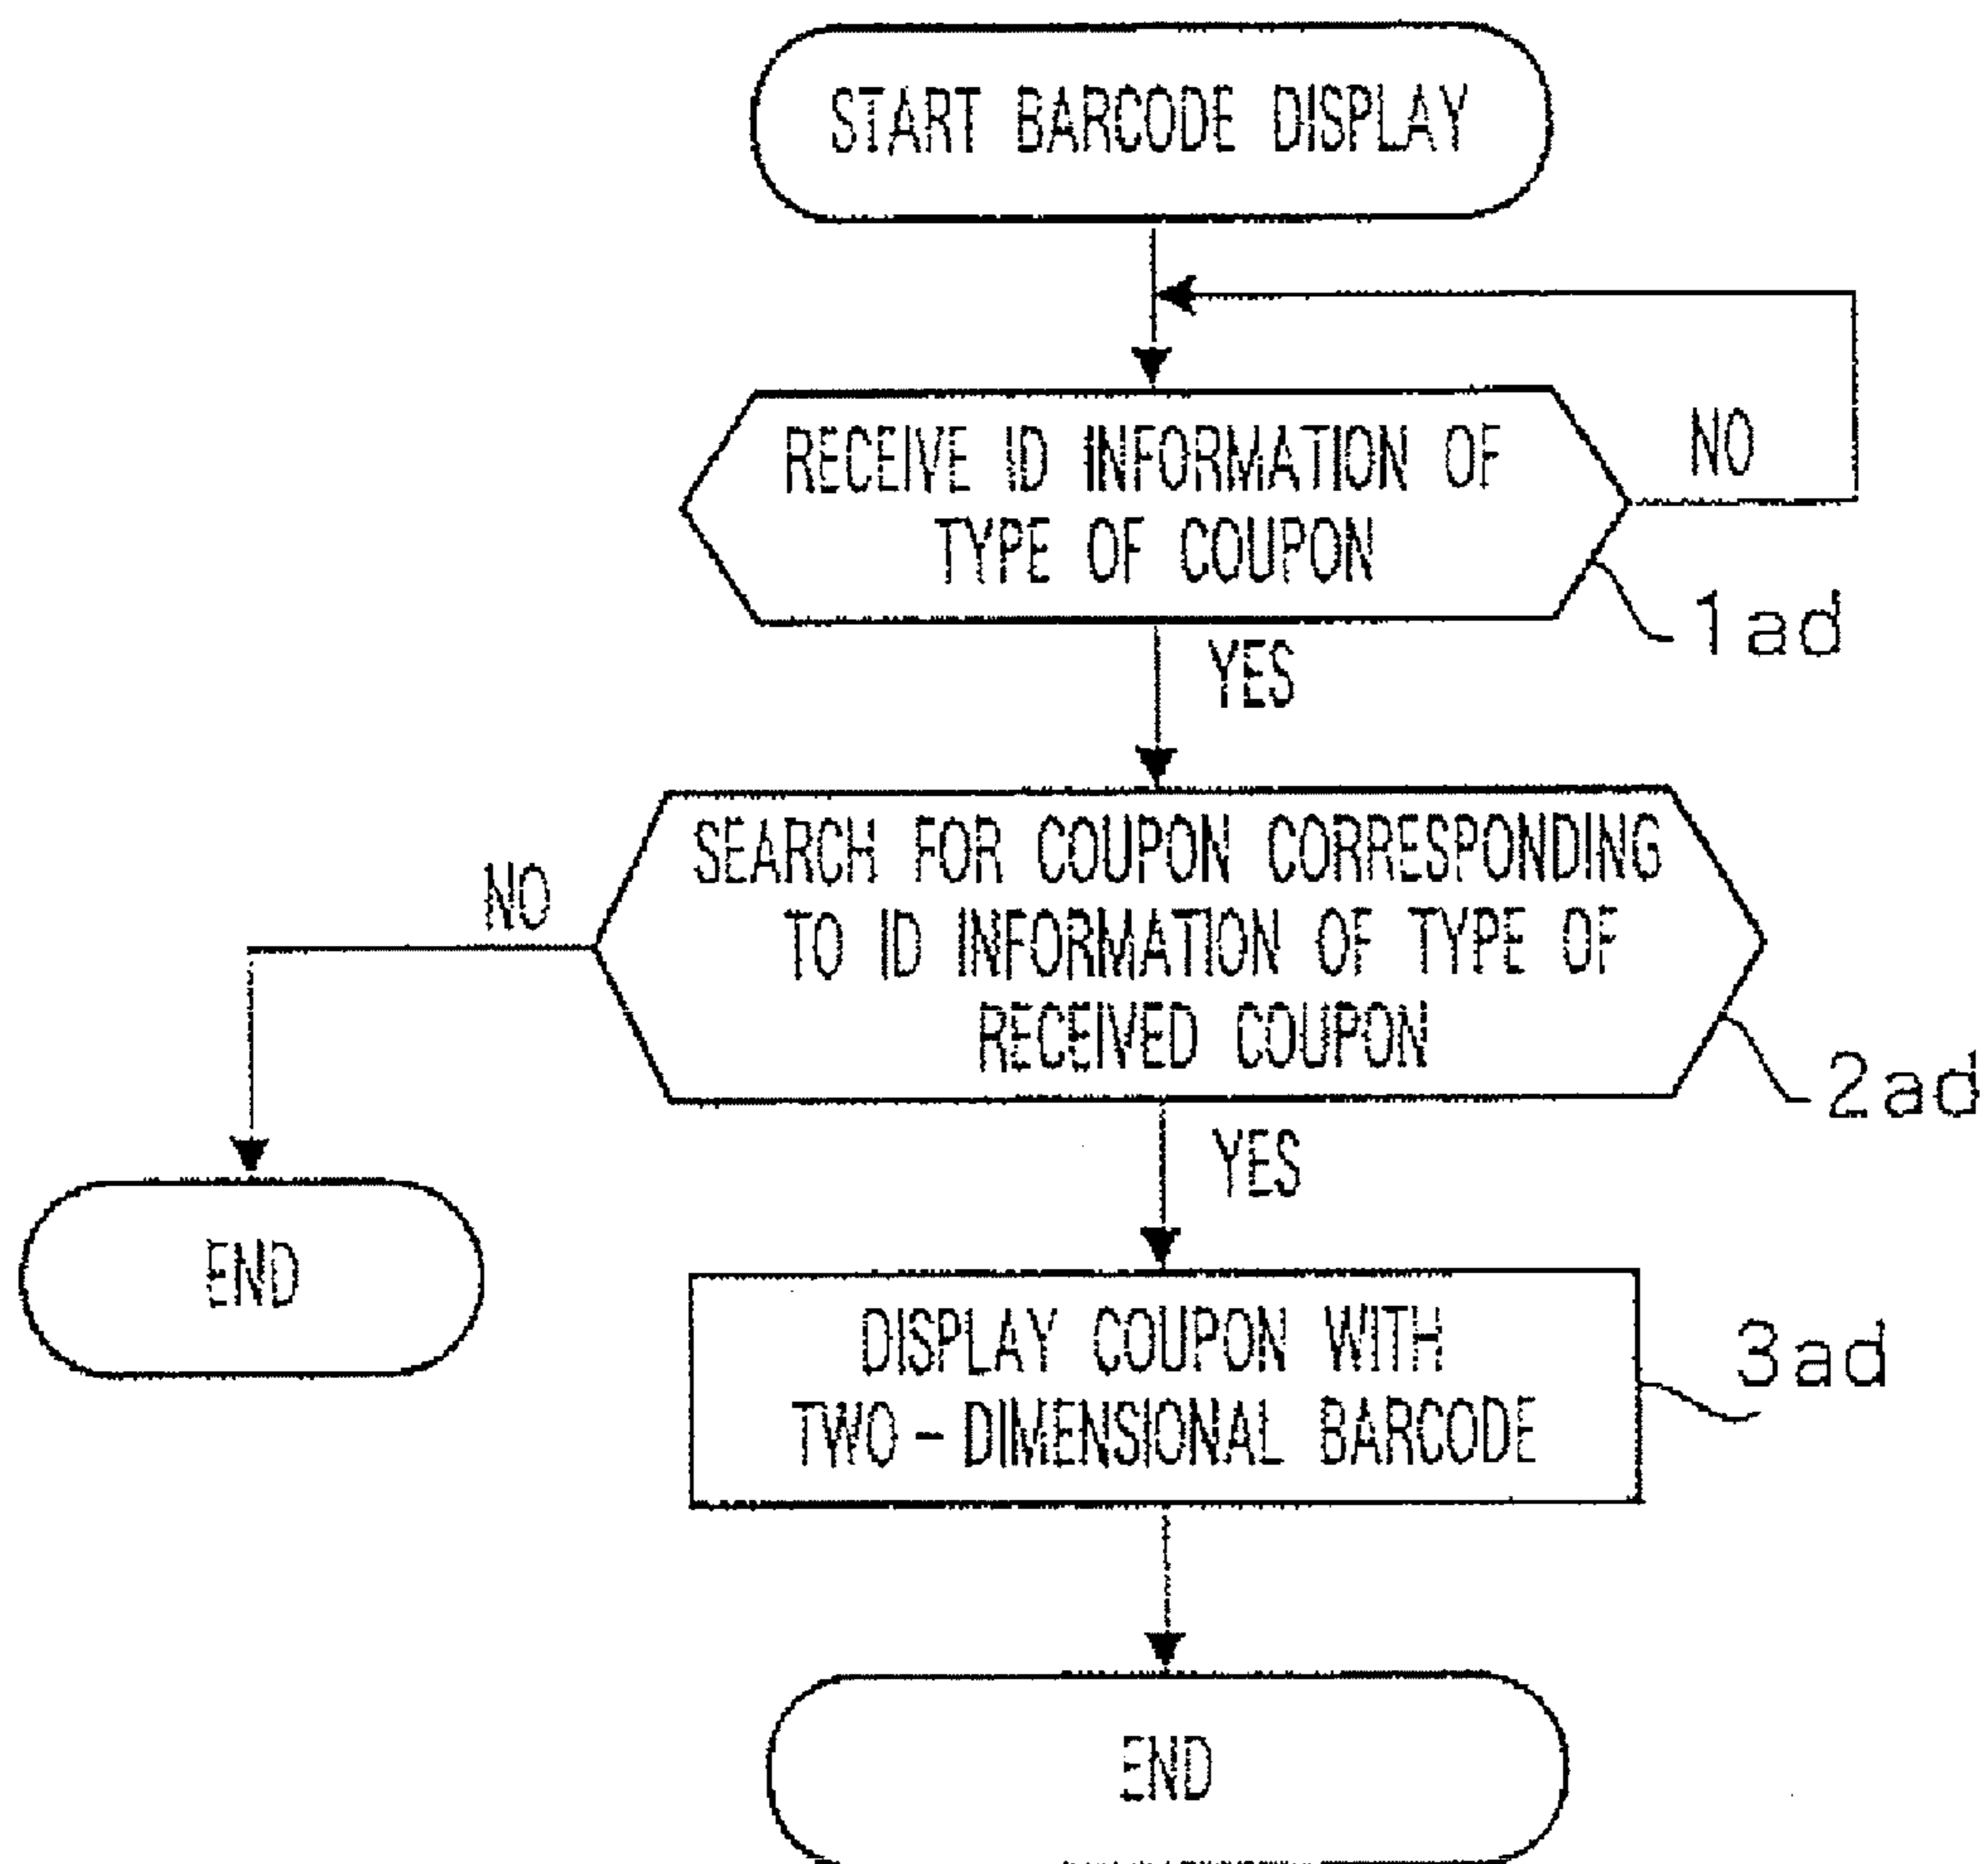 START BARCODE DISPLAY
RECEIVE ID INFORMATION OF
TYPE OF COUPON
NO
1ad
YES
SEARCH FOR COUPON CORRESPONDING
TO ID INFORMATION OF TYPE OF
RECEIVED COUPON
NO
2ad
YES
END
DISPLAY COUPON WITH
TWO-DIMENSIONAL BARCODE
3ad
END